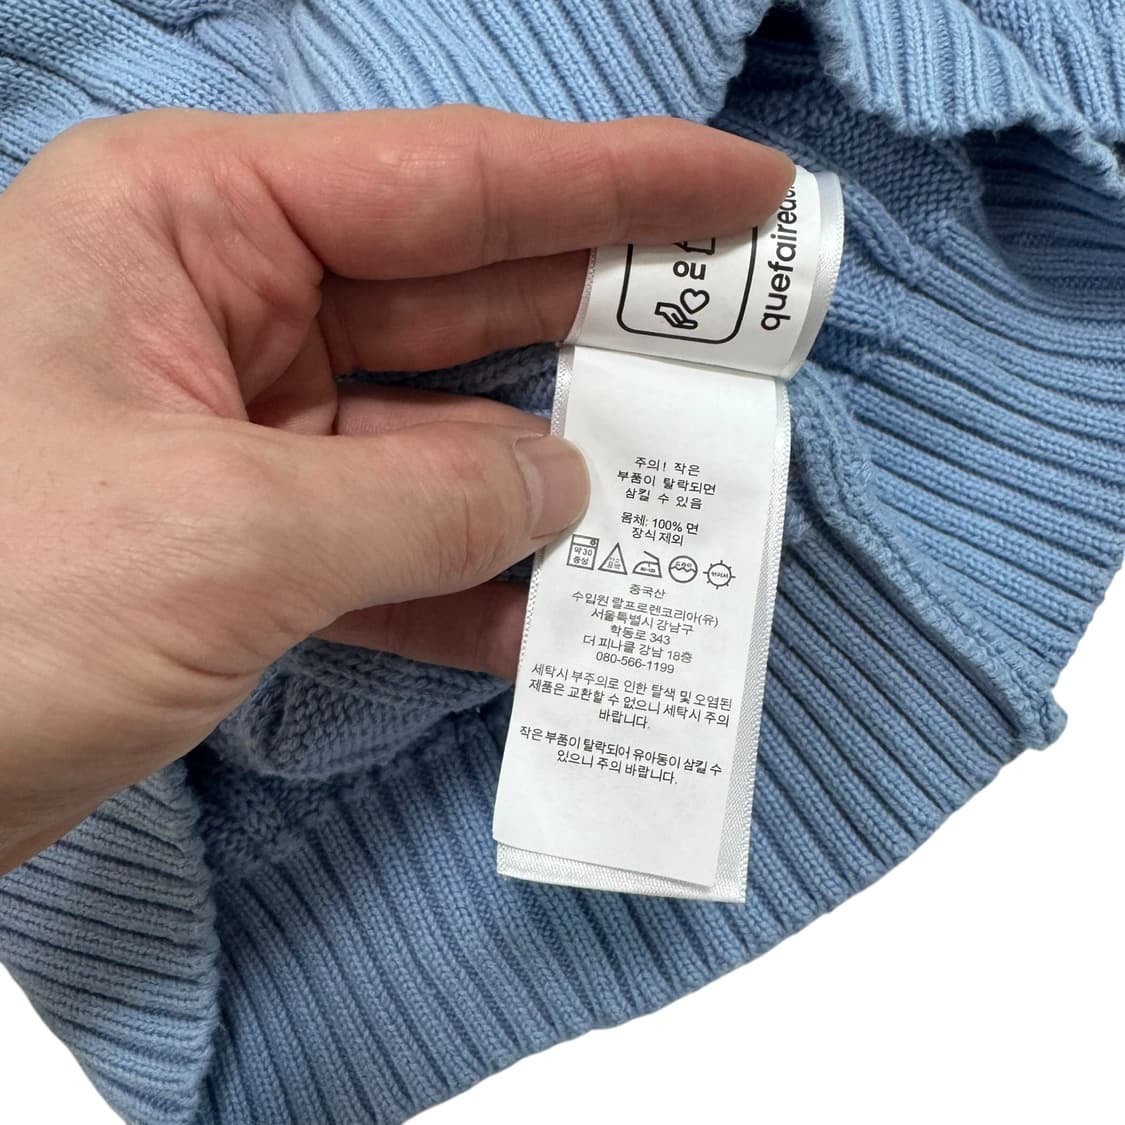 quefairede
OU
주의! 작은
부품이 탈락되면
삼킬 수 있음
몸체: 100% 면
장식 제외
약30
중성
중국산
수입원 랄프로렌코리아(유)
서울특별시 강남구
학동로 343
더 피나클 강남 18층
080-566-1199
세탁시 부주의로 인한 탈색 및 오염된
제품은 교환할 수 없으니 세탁시 주의
바랍니다.
작은 부품이 탈락되어 유아동이 삼킬 수
있으니 주의 바랍니다.